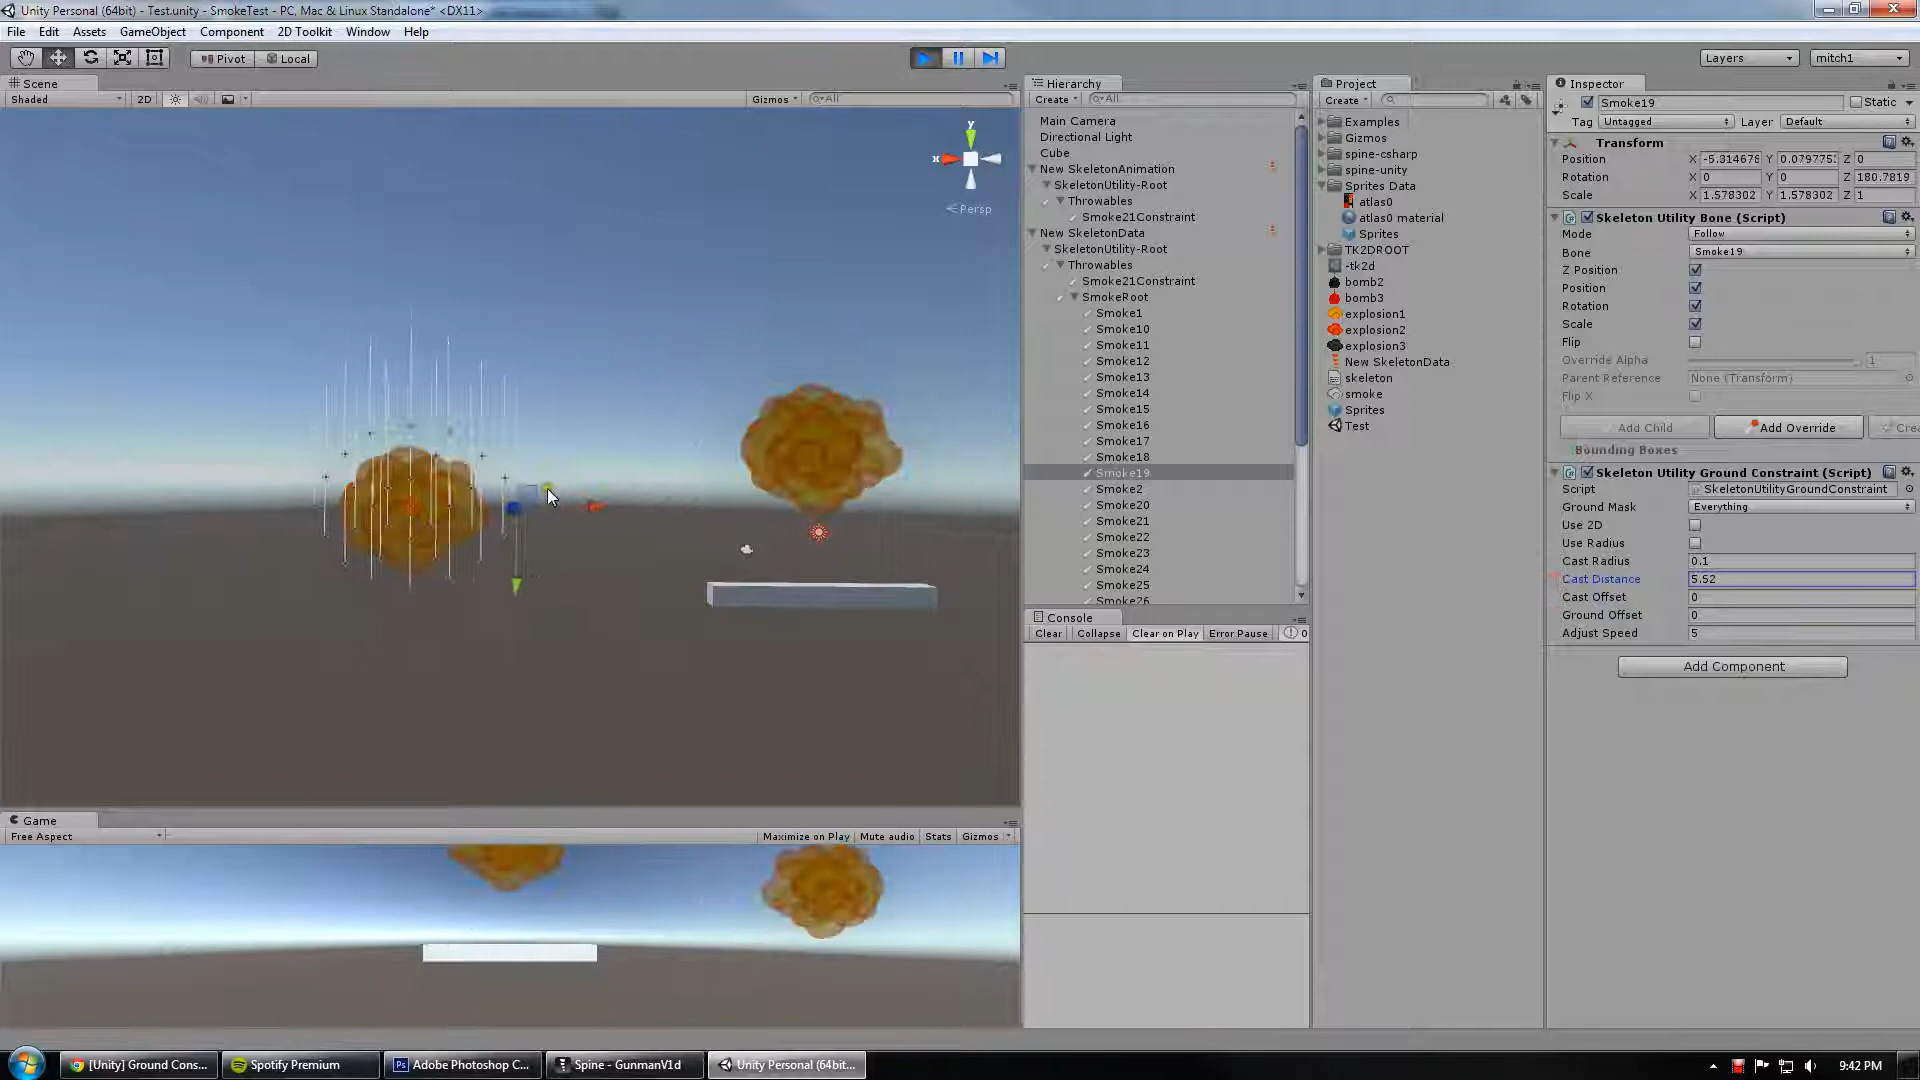 Unity Personal (64bit) - Test.unity - SmokeTest - PC, Mac & Linux Standalone* <DX11>
File Edit Assets GameObject Component 2D Toolkit Window Help
Pivot Local Layers mitch1
Scene
Shaded 2D Gizmos All
y
x
Persp
Hierarchy
Create All
Main Camera
Directional Light
Cube
New SkeletonAnimation
SkeletonUtility-Root
Throwables
Smoke21Constraint
New SkeletonData
SkeletonUtility-Root
Throwables
Smoke21Constraint
SmokeRoot
Smoke1
Smoke10
Smoke11
Smoke12
Smoke13
Smoke14
Smoke15
Smoke16
Smoke17
Smoke18
Smoke19
Smoke2
Smoke20
Smoke21
Smoke22
Smoke23
Smoke24
Smoke25
Smoke26
Console
Clear Collapse Clear on Play Error Pause 0
Project
Create
Examples
Gizmos
spine-csharp
spine-unity
Sprites Data
atlas0
atlas0 material
Sprites
TK2DROOT
-tk2d
bomb2
bomb3
explosion1
explosion2
explosion3
New SkeletonData
skeleton
smoke
Sprites
Test
Inspector
Smoke19 Static
Tag Untagged Layer Default
Transform
Position X -5.314676 Y 0.079775 Z 0
Rotation X 0 Y 0 Z 180.7819
Scale X 1.578302 Y 1.578302 Z 1
Skeleton Utility Bone (Script)
Mode Follow
Bone Smoke19
Z Position
Position
Rotation
Scale
Flip
Override Alpha 1
Parent Reference None (Transform)
Flip X
Add Child Add Override Crea
Bounding Boxes
Skeleton Utility Ground Constraint (Script)
Script SkeletonUtilityGroundConstraint
Ground Mask Everything
Use 2D
Use Radius
Cast Radius 0.1
Cast Distance 5.52
Cast Offset 0
Ground Offset 0
Adjust Speed 5
Add Component
Game
Free Aspect Maximize on Play Mute audio Stats Gizmos
[Unity] Ground Cons... Spotify Premium Adobe Photoshop C... Spine - GunmanV1d Unity Personal (64bit... 9:42 PM